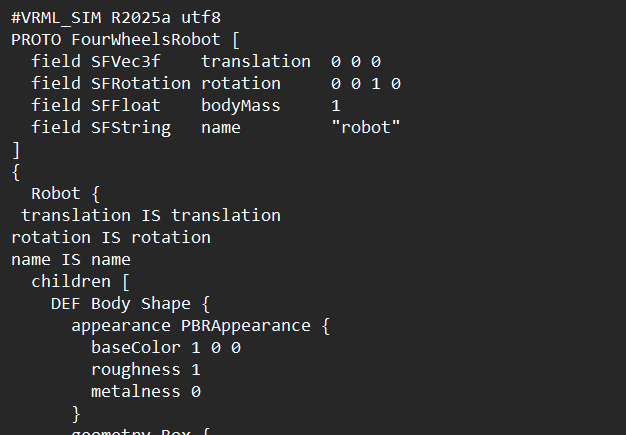 #VRML_SIM R2025a utf8
PROTO FourWheelsRobot [
  field SFVec3f    translation  0 0 0
  field SFRotation rotation     0 0 1 0
  field SFFloat    bodyMass     1
  field SFString   name         "robot"
]
{
  Robot {
 translation IS translation
rotation IS rotation
name IS name
  children [
    DEF Body Shape {
      appearance PBRAppearance {
        baseColor 1 0 0
        roughness 1
        metalness 0
      }
      geometry Box {